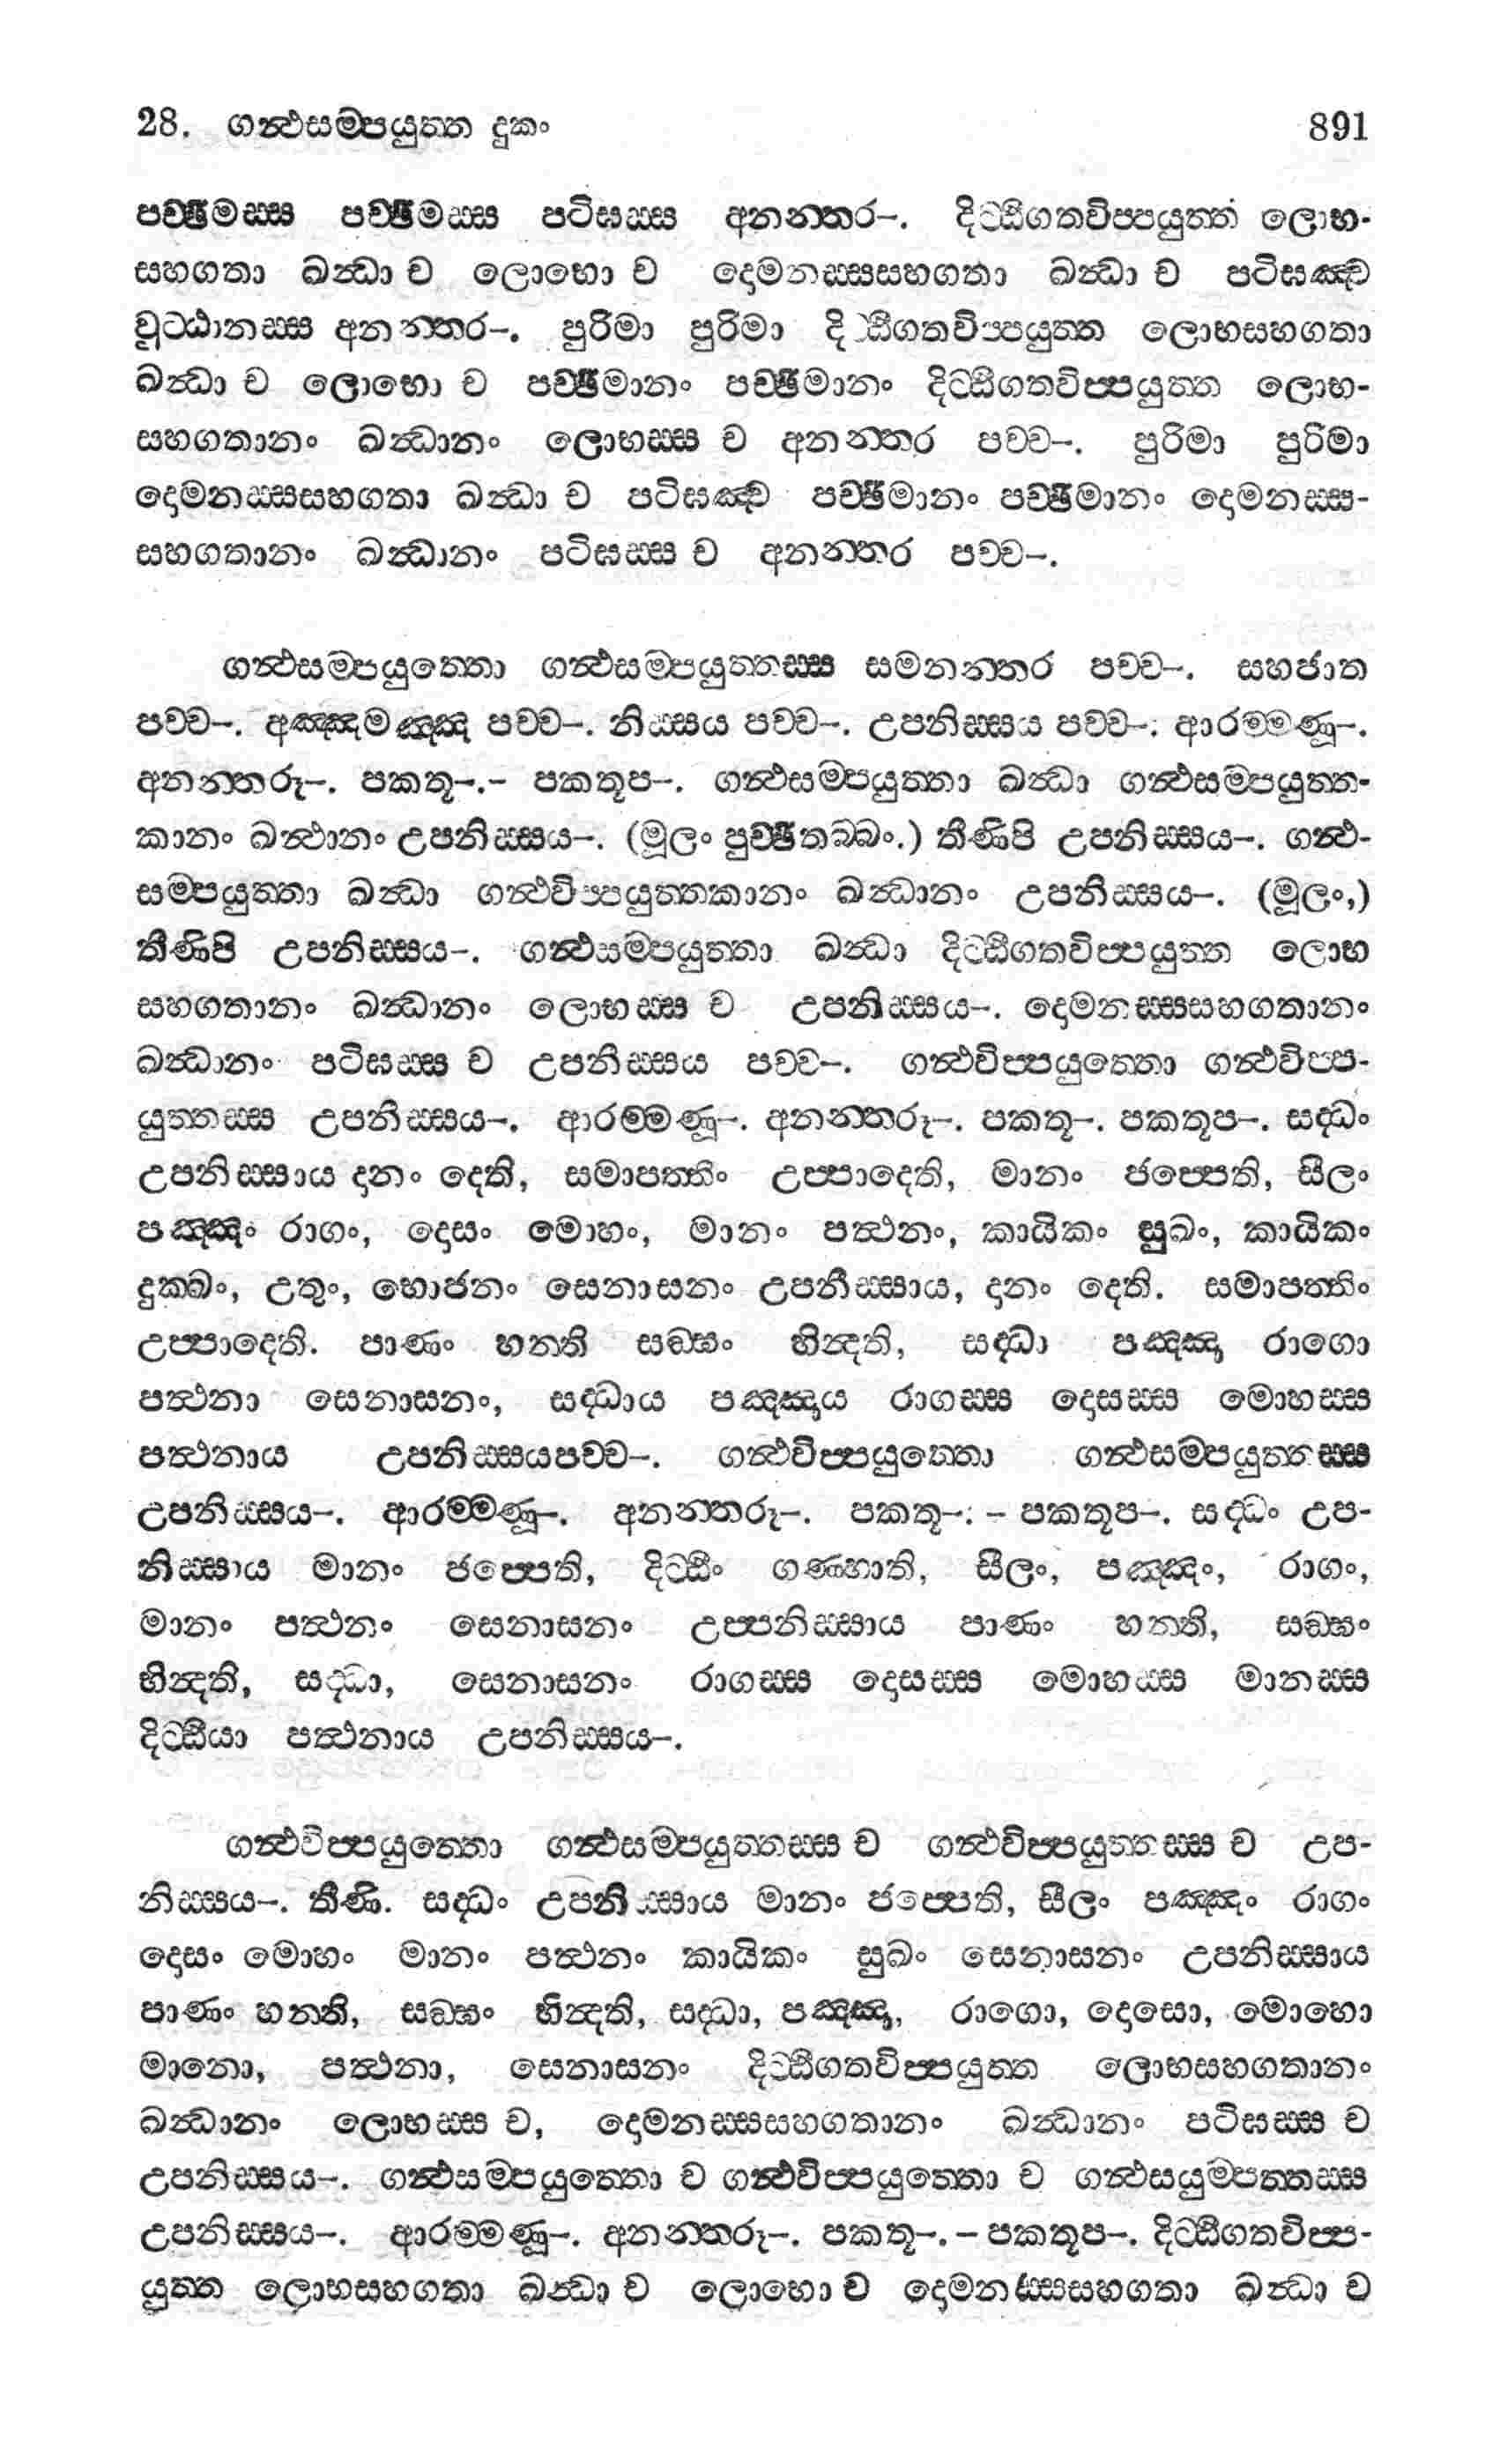 28. ගන්ථසම්පයුත්ත දුකං 891
පච්ඡිමස්ස පච්ඡිමස්ස පටිඝස්ස අනන්තර-. දිට්ඨිගතවිප්පයුත්තං ලොභ-
සහගතා ඛන්ධා ච ලොභො ච දොමනස්සසහගතා ඛන්ධා ච පටිඝඤ්ච
වුට්ඨානස්ස අනන්තර-. පුරිමා පුරිමා දිට්ඨිගතවිප්පයුත්ත ලොභසහගතා
ඛන්ධා ච ලොභො ච පච්ඡිමානං පච්ඡිමානං දිට්ඨිගතවිප්පයුත්ත ලොභ-
සහගතානං ඛන්ධානං ලොභස්ස ච අනන්තර පච්ච-. පුරිමා පුරිමා
දොමනස්සසහගතා ඛන්ධා ච පටිඝඤ්ච පච්ඡිමානං පච්ඡිමානං දොමනස්ස-
සහගතානං ඛන්ධානං පටිඝස්ස ච අනන්තර පච්ච-.
ගන්ථසම්පයුත්තො ගන්ථසම්පයුත්තස්ස සමනන්තර පච්ච-. සහජාත
පච්ච-. අඤ්ඤමඤ්ඤ පච්ච-. නිස්සය පච්ච-. උපනිස්සය පච්ච-: ආරම්මණූ-.
අනන්තරූ-. පකතූ-.- පකතූප-. ගන්ථසම්පයුත්තා ඛන්ධා ගන්ථසම්පයුත්ත-
කානං ඛන්ථානං උපනිස්සය-. (මූලං පුච්ඡිතබ්බං.) තීණිපි උපනිස්සය-. ගන්ථ-
සම්පයුත්තා ඛන්ධා ගන්ථවිප්පයුත්තකානං ඛන්ධානං උපනිස්සය-. (මූලං,)
තීණිපි උපනිස්සය-. ගන්ථසම්පයුත්තා ඛන්ධා දිට්ඨිගතවිප්පයුත්ත ලොභ
සහගතානං ඛන්ධානං ලොභස්ස ච උපනිස්සය-. දොමනස්සසහගතානං
ඛන්ධානං පටිඝස්ස ච උපනිස්සය පච්ච-. ගන්ථවිප්පයුත්තො ගන්ථවිප්ප-
යුත්තස්ස උපනිස්සය-. ආරම්මණූ-. අනන්තරූ-. පකතූ-. පකතූප-. සද්ධං
උපනිස්සාය දානං දෙති, සමාපත්තිං උප්පාදෙති, මානං ජප්පෙති, සීලං
පඤ්ඤං රාගං, දොසං මොහං, මානං පත්ථනං, කායිකං සුඛං, කායිකං
දුක්ඛං, උතුං, භොජනං සෙනාසනං උපනිස්සාය, දානං දෙති. සමාපත්තිං
උප්පාදෙති. පාණං හනති සඞ්ඝං භින්දති, සද්ධා පඤ්ඤා රාගො
පත්ථනා සෙනාසනං, සද්ධාය පඤ්ඤාය රාගස්ස දොසස්ස මොහස්ස
පත්ථනාය උපනිස්සයපච්ච-. ගන්ථවිප්පයුත්තො ගන්ථසම්පයුත්තස්ස
උපනිස්සය-. ආරම්මණූ-. අනන්තරූ-. පකතූ-: - පකතූප-. සද්ධං උප-
නිස්සාය මානං ජප්පෙති, දිට්ඨිං ගණ්හාති, සීලං, පඤ්ඤං, රාගං,
මානං පත්ථනං සෙනාසනං උප්පනිස්සාය පාණං හනති, සඞ්ඝං
භින්දති, සද්ධා, සෙනාසනං රාගස්ස දොසස්ස මොහස්ස මානස්ස
දිට්ඨියා පත්ථනාය උපනිස්සය-.
ගන්ථවිප්පයුත්තො ගන්ථසම්පයුත්තස්ස ච ගන්ථවිප්පයුත්තස්ස ච උප-
නිස්සය-. තීණි. සද්ධං උපනිස්සාය මානං ජප්පෙති, සීලං පඤ්ඤං රාගං
දොසං මොහං මානං පත්ථනං කායිකං සුඛං සෙනාසනං උපනිස්සාය
පාණං හනති, සඞ්ඝං භින්දති, සද්ධා, පඤ්ඤා, රාගො, දොසො, මොහො
මානො, පත්ථනා, සෙනාසනං දිට්ඨිගතවිප්පයුත්ත ලොභසහගතානං
ඛන්ධානං ලොභස්ස ච, දොමනස්සසහගතානං ඛන්ධානං පටිඝස්ස ච
උපනිස්සය-. ගන්ථසම්පයුත්තො ච ගන්ථවිප්පයුත්තො ච ගන්ථසයුම්පත්තස්ස
උපනිස්සය-. ආරම්මණූ-. අනන්තරූ-. පකතූ-. - පකතූප-. දිට්ඨිගතවිප්ප-
යුත්ත ලොභසහගතා ඛන්ධා ච ලොභො ච දොමනස්සසහගතා ඛන්ධා ච